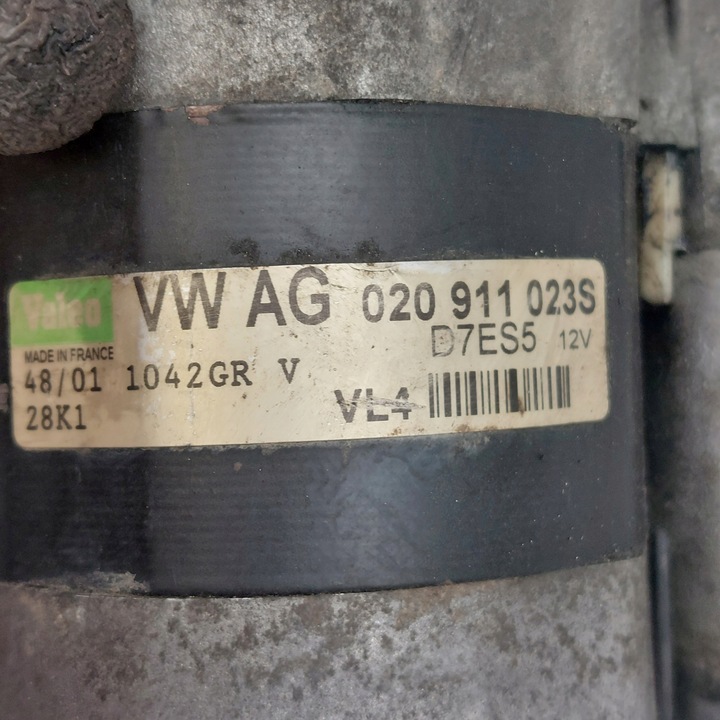 Valeo VW AG 020 911 023S
MADE IN FRANCE D7ES5 12V
48/01 1042GR V
28K1 VL4